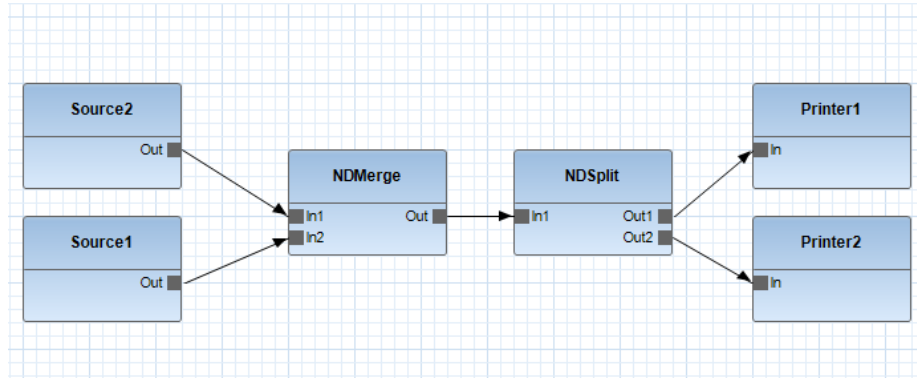 Source2
Out
Source1
Out
NDMerge
In1 Out
In2
NDSplit
In1 Out1
Out2
Printer1
In
Printer2
In